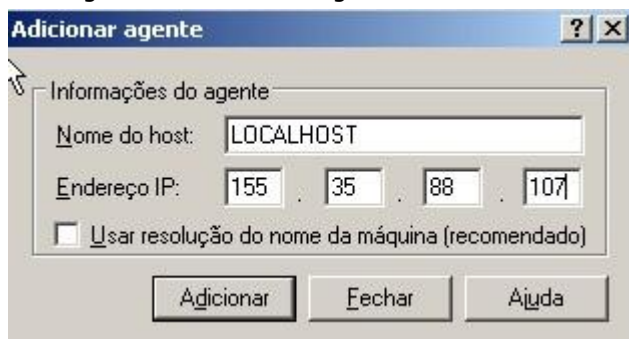 Adicionar agente ? X
Informações do agente
Nome do host: LOCALHOST
Endereço IP: 155 . 35 . 88 . 107
Usar resolução do nome da máquina (recomendado)
Adicionar Fechar Ajuda